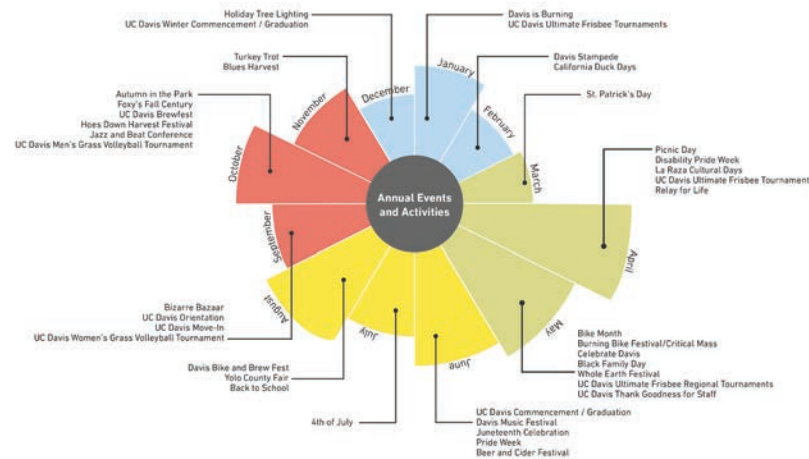 Holiday Tree Lighting
UC Davis Winter Commencement / Graduation
Davis is Burning
UC Davis Ultimate Frisbee Tournaments
Turkey Trot
Blues Harvest
Davis Stampede
California Duck Days
Autumn in the Park
Foxy's Fall Century
UC Davis Brewfest
Hoes Down Harvest Festival
Jazz and Beat Conference
UC Davis Men's Grass Volleyball Tournament
St. Patrick's Day
Picnic Day
Disability Pride Week
La Raza Cultural Days
UC Davis Ultimate Frisbee Tournament
Relay for Life
January
February
March
April
May
June
July
August
September
October
November
December
Annual Events
and Activities
Bizarre Bazaar
UC Davis Orientation
UC Davis Move-In
UC Davis Women's Grass Volleyball Tournament
Bike Month
Burning Bike Festival/Critical Mass
Celebrate Davis
Black Family Day
Whole Earth Festival
UC Davis Ultimate Frisbee Regional Tournaments
UC Davis Thank Goodness for Staff
Davis Bike and Brew Fest
Yolo County Fair
Back to School
4th of July
UC Davis Commencement / Graduation
Davis Music Festival
Juneteenth Celebration
Pride Week
Beer and Cider Festival